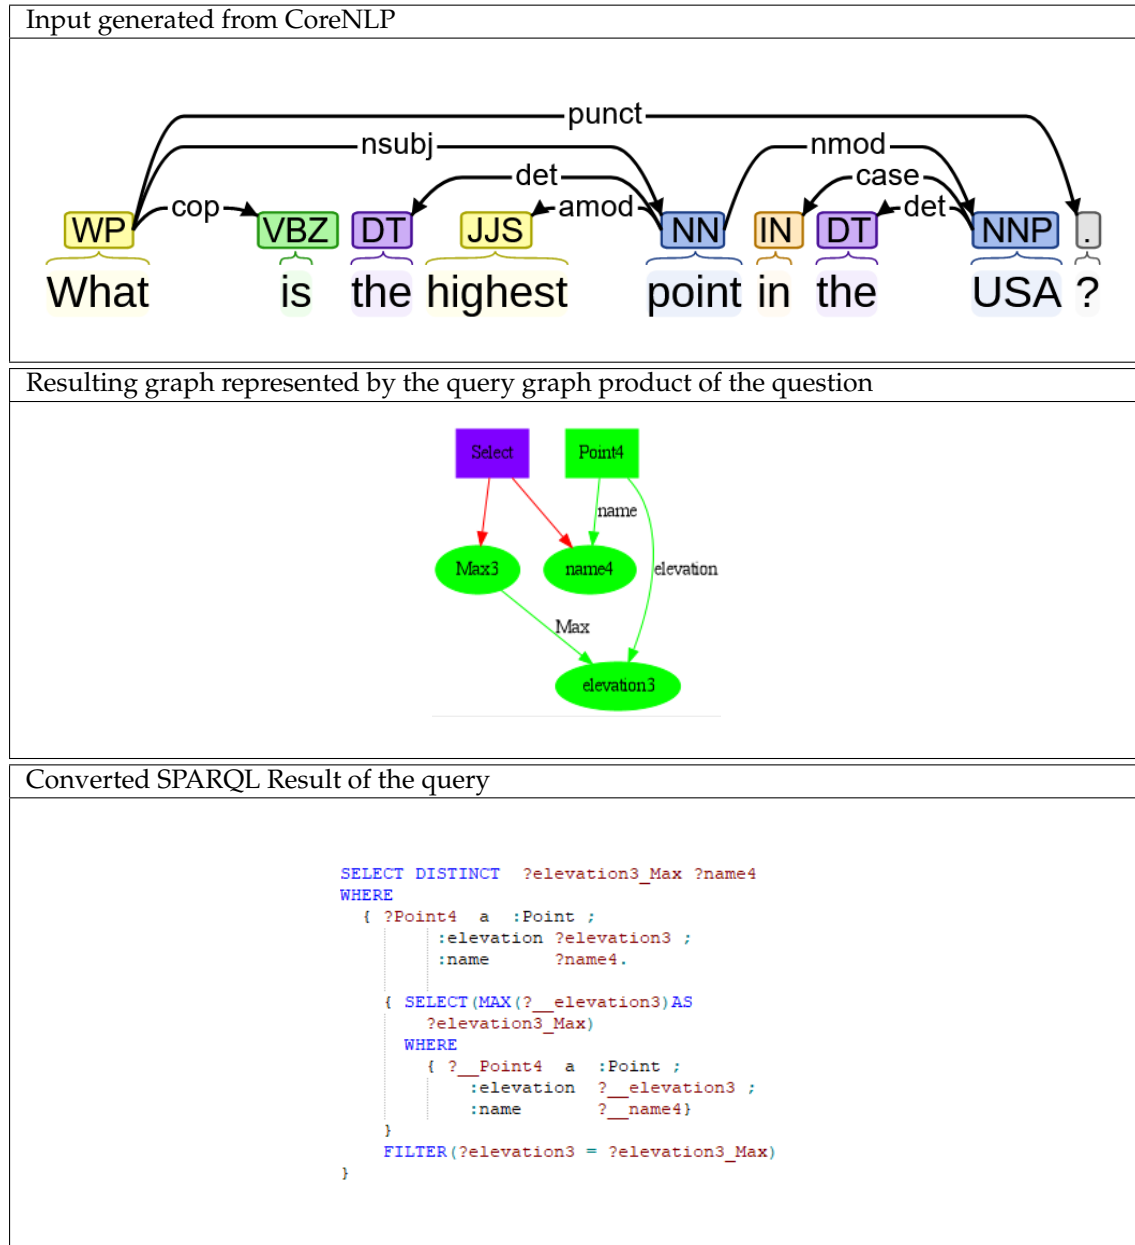 Input generated from CoreNLP
punct
nsubj nmod
det case
cop amod det
WP VBZ DT JJS NN IN DT NNP .
What is the highest point in the USA ?
Resulting graph represented by the query graph product of the question
Select Point4
name
Max3 name4 elevation
Max
elevation3
Converted SPARQL Result of the query
SELECT DISTINCT ?elevation3_Max ?name4
WHERE
{ ?Point4 a :Point ;
:elevation ?elevation3 ;
:name ?name4.
{ SELECT(MAX(?__elevation3)AS
?elevation3_Max)
WHERE
{ ?__Point4 a :Point ;
:elevation ?__elevation3 ;
:name ?__name4}
}
FILTER(?elevation3 = ?elevation3_Max)
}